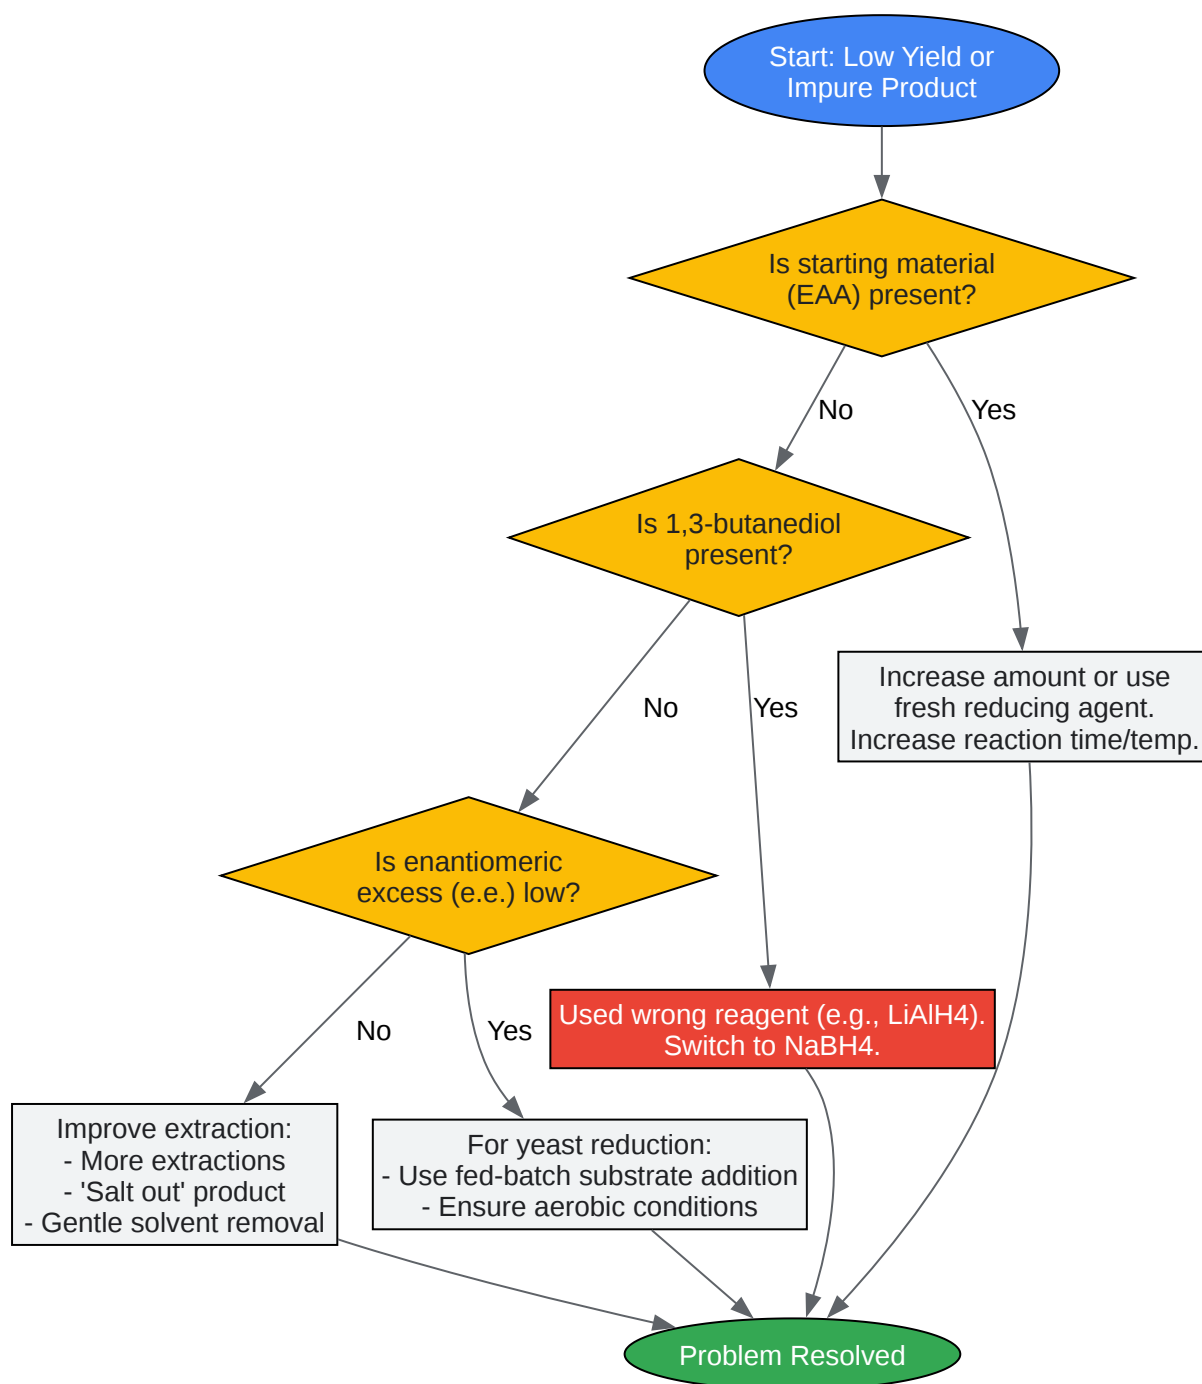 Start: Low Yield or
Impure Product
Is starting material
(EAA) present?
No
Yes
Is 1,3-butanediol
present?
Increase amount or use
fresh reducing agent.
Increase reaction time/temp.
No
Yes
Is enantiomeric
excess (e.e.) low?
Used wrong reagent (e.g., LiAlH4).
Switch to NaBH4.
No
Yes
Improve extraction:
- More extractions
- 'Salt out' product
- Gentle solvent removal
For yeast reduction:
- Use fed-batch substrate addition
- Ensure aerobic conditions
Problem Resolved